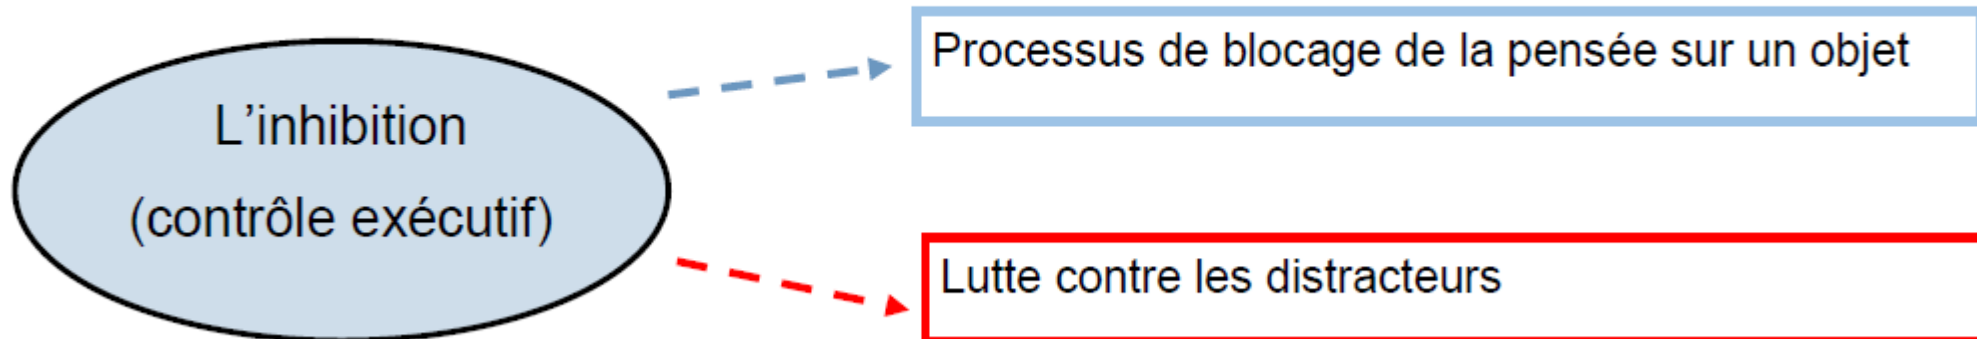 L'inhibition
(contrôle exécutif)
Processus de blocage de la pensée sur un objet
Lutte contre les distracteurs